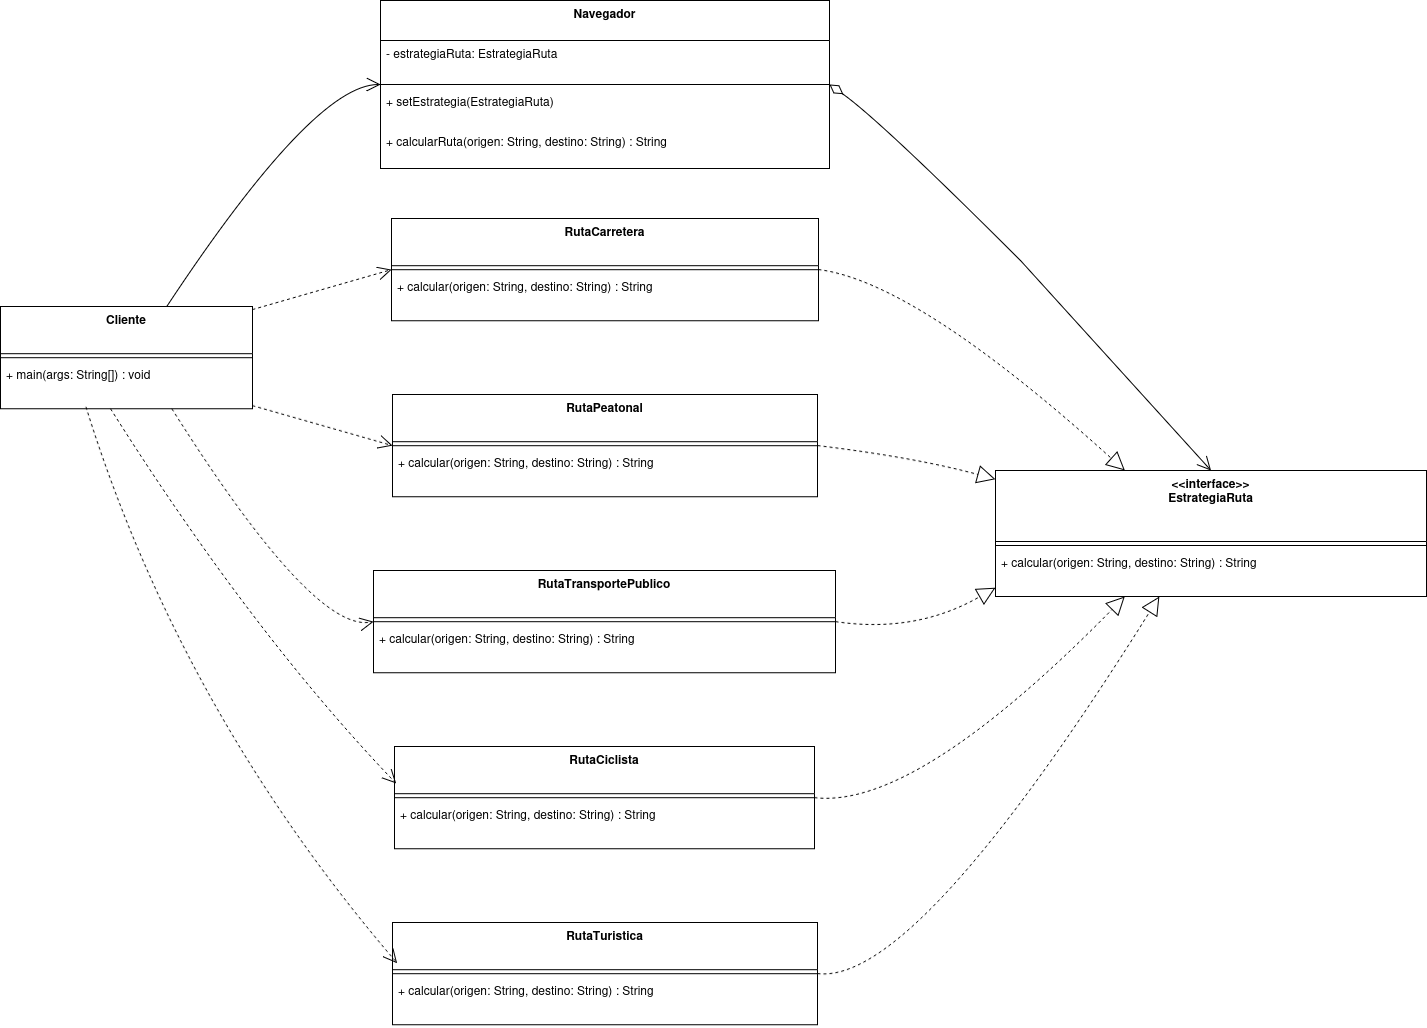 Navegador
- estrategiaRuta: EstrategiaRuta
+ setEstrategia(EstrategiaRuta)
+ calcularRuta(origen: String, destino: String) : String
RutaCarretera
+ calcular(origen: String, destino: String) : String
Cliente
+ main(args: String[]) : void
RutaPeatonal
+ calcular(origen: String, destino: String) : String
<<interface>>
EstrategiaRuta
+ calcular(origen: String, destino: String) : String
RutaTransportePublico
+ calcular(origen: String, destino: String) : String
RutaCiclista
+ calcular(origen: String, destino: String) : String
RutaTuristica
+ calcular(origen: String, destino: String) : String